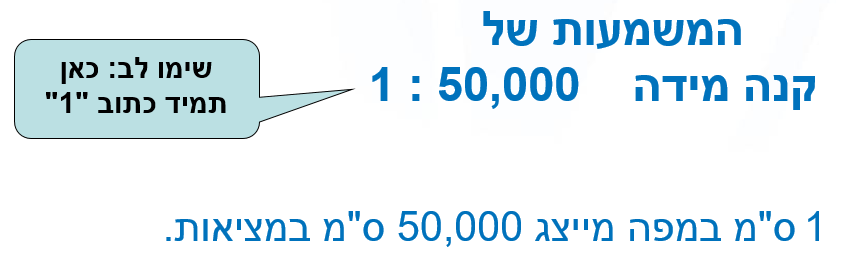 המשמעות של
קנה מידה 1 : 50,000
שימו לב: כאן
תמיד כתוב "1"
1 ס"מ במפה מייצג 50,000 ס"מ במציאות.